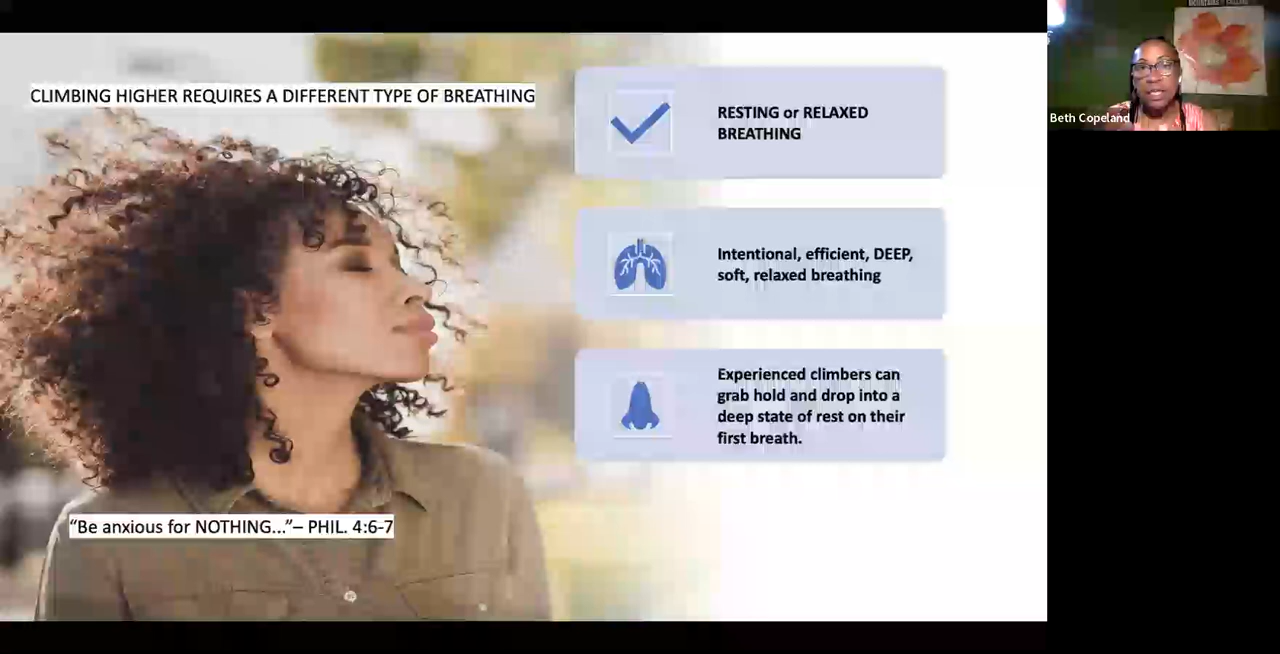 CLIMBING HIGHER REQUIRES A DIFFERENT TYPE OF BREATHING
RESTING or RELAXED
BREATHING
Intentional, efficient, DEEP,
soft, relaxed breathing
Experienced climbers can
grab hold and drop into a
deep state of rest on their
first breath.
“Be anxious for NOTHING...”– PHIL. 4:6-7
Beth Copeland